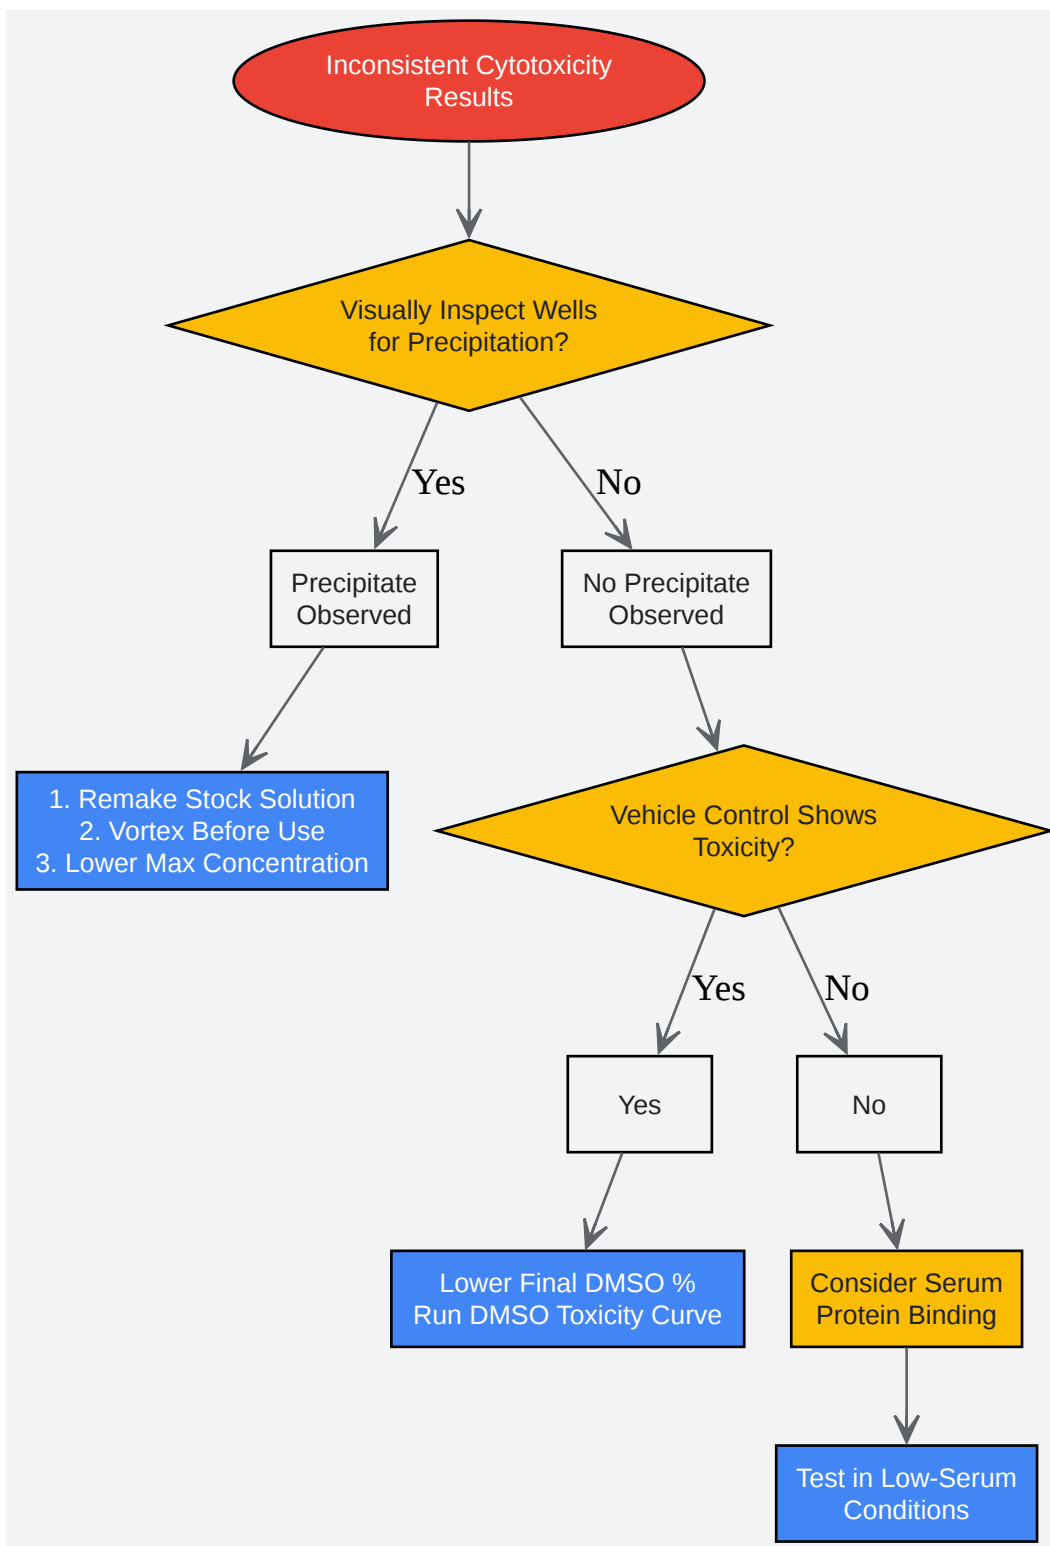 Inconsistent Cytotoxicity
Results
Visually Inspect Wells
for Precipitation?
Yes
No
Precipitate
Observed
No Precipitate
Observed
1. Remake Stock Solution
2. Vortex Before Use
3. Lower Max Concentration
Vehicle Control Shows
Toxicity?
Yes
No
Yes
No
Lower Final DMSO %
Run DMSO Toxicity Curve
Consider Serum
Protein Binding
Test in Low-Serum
Conditions